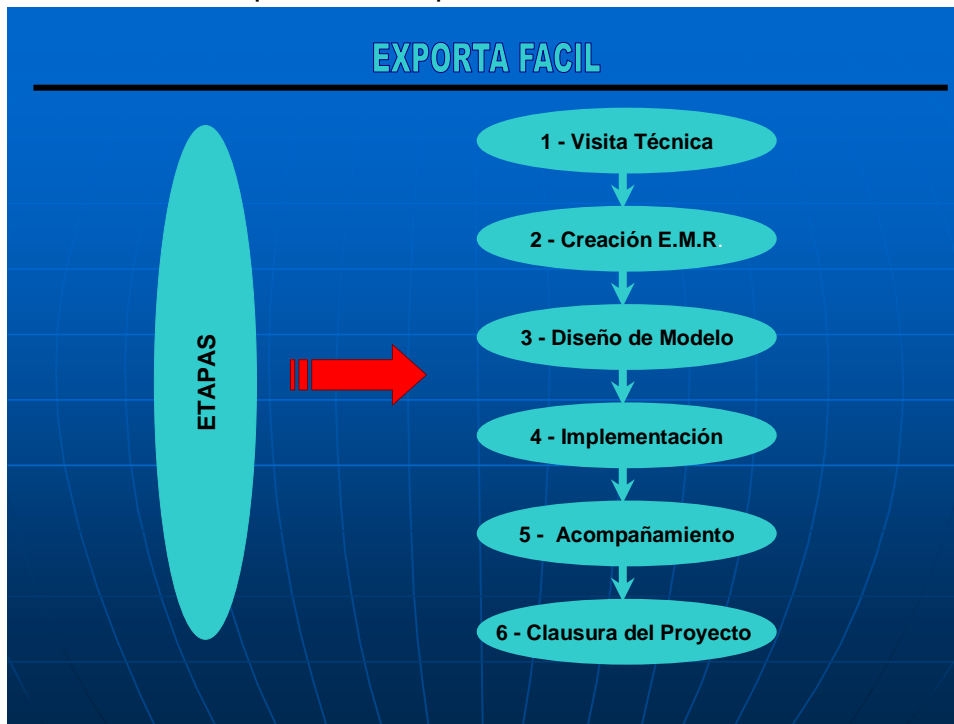 EXPORTA FACIL
ETAPAS
1 - Visita Técnica
2 - Creación E.M.R.
3 - Diseño de Modelo
4 - Implementación
5 - Acompañamiento
6 - Clausura del Proyecto